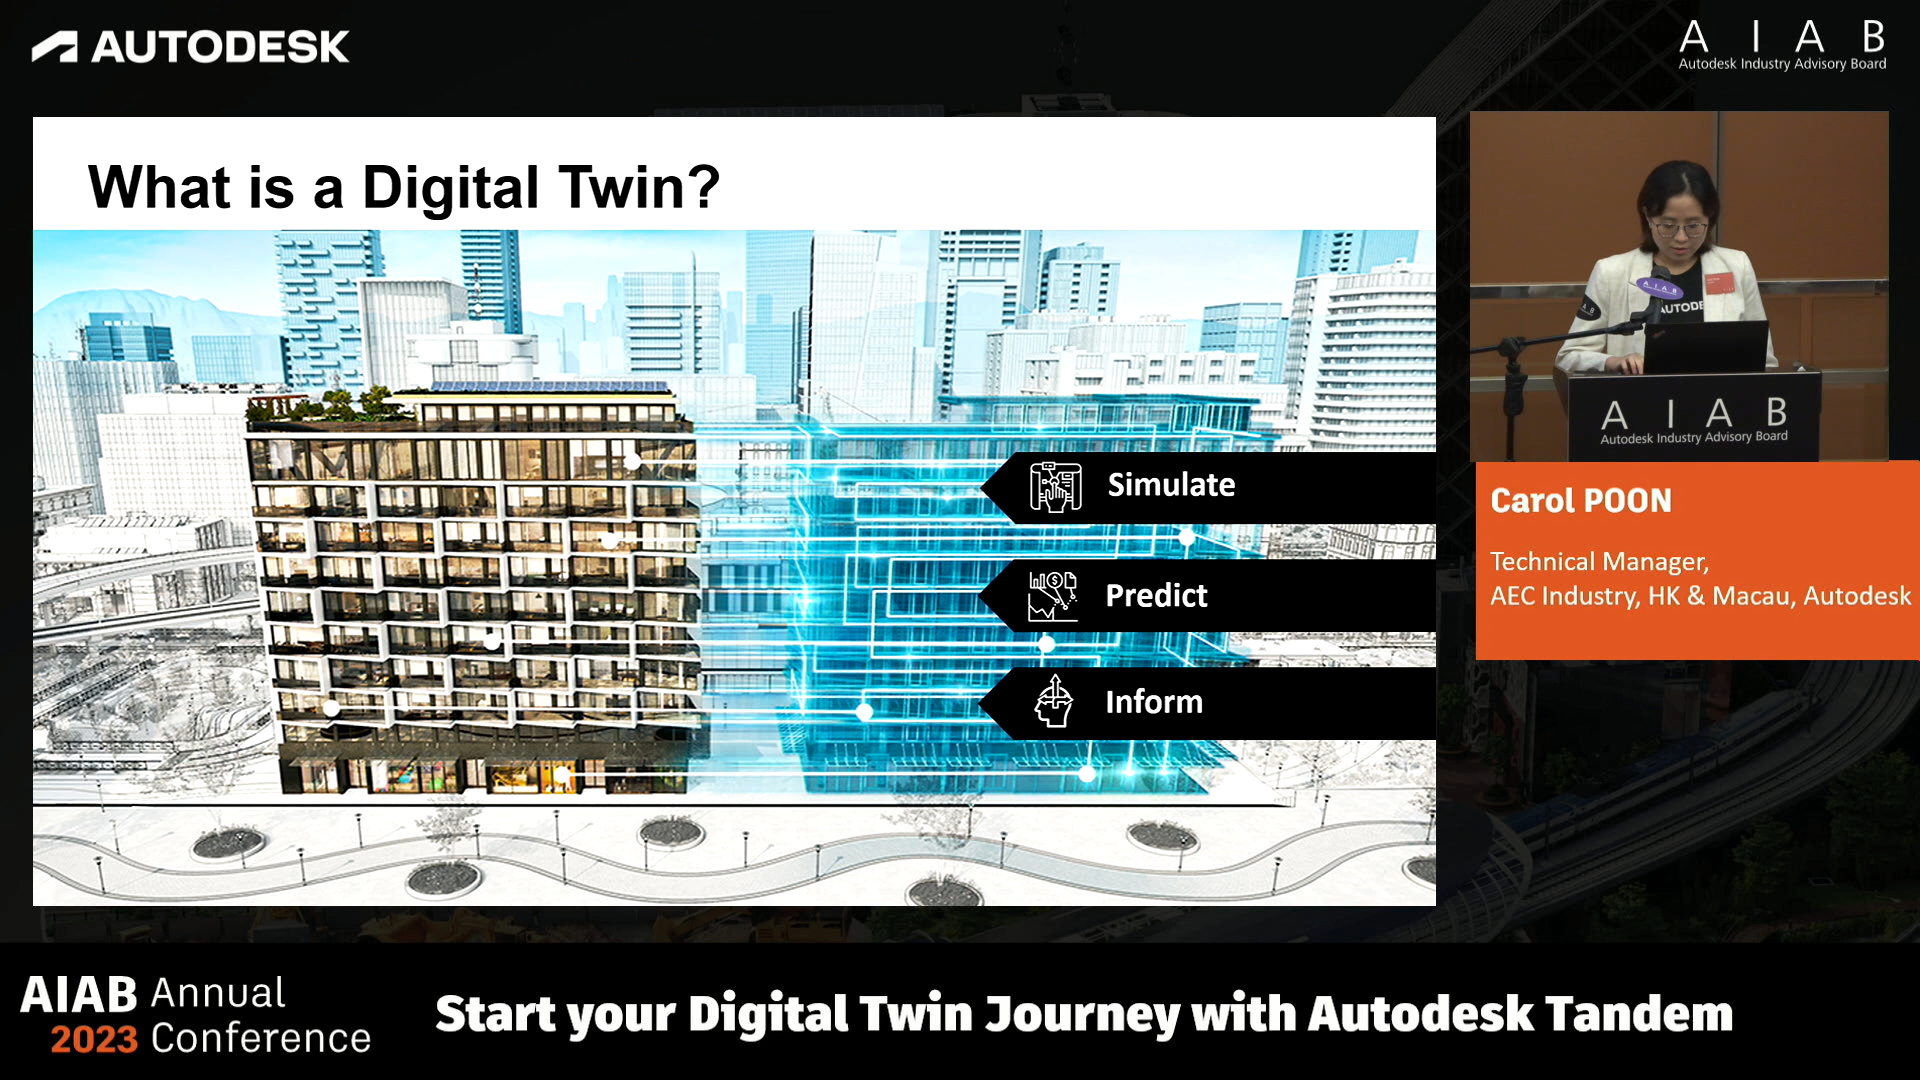 AUTODESK
A I A B
Autodesk Industry Advisory Board
What is a Digital Twin?
Simulate
Predict
Inform
A I A B
AUTODE
A I A B
Autodesk Industry Advisory Board
Carol POON
Technical Manager,
AEC Industry, HK & Macau, Autodesk
AIAB Annual
2023 Conference
Start your Digital Twin Journey with Autodesk Tandem